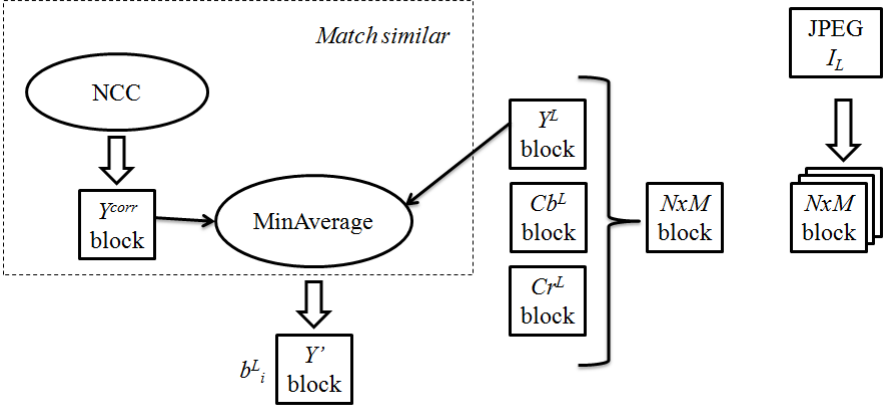 Match similar
NCC
Y^corr
block
MinAverage
Y^L
block
Cb^L
block
Cr^L
block
NxM
block
JPEG
I_L
NxM
block
b^L_i
Y’
block